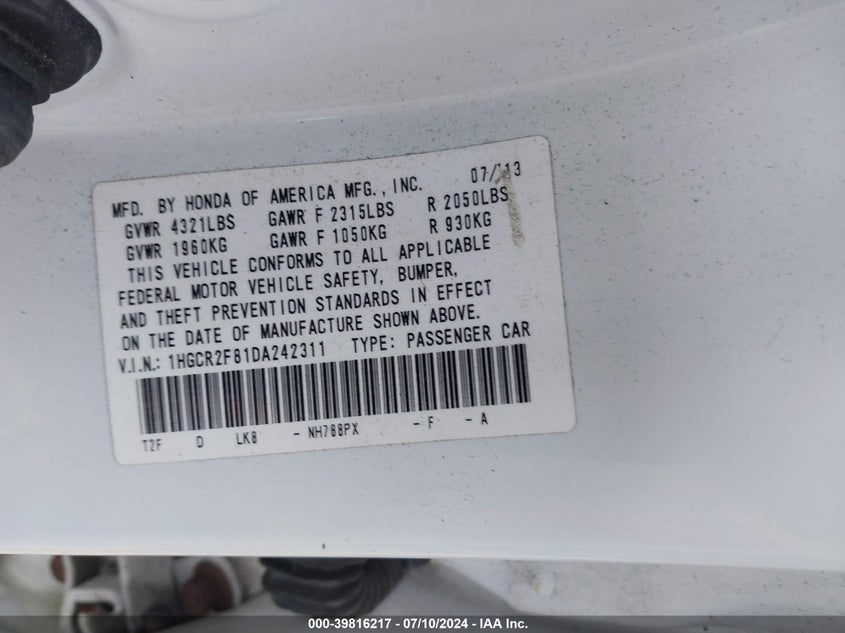 MFD. BY HONDA OF AMERICA MFG., INC. 07/13
GVWR 4321LBS GAWR F 2315LBS R 2050LBS
GVWR 1960KG GAWR F 1050KG R 930KG
THIS VEHICLE CONFORMS TO ALL APPLICABLE
FEDERAL MOTOR VEHICLE SAFETY, BUMPER,
AND THEFT PREVENTION STANDARDS IN EFFECT
ON THE DATE OF MANUFACTURE SHOWN ABOVE.
V.I.N.: 1HGCR2F81DA242311 TYPE: PASSENGER CAR
T2F D LK8 - NH788PX - F - A
000-39816217 - 07/10/2024 - IAA Inc.